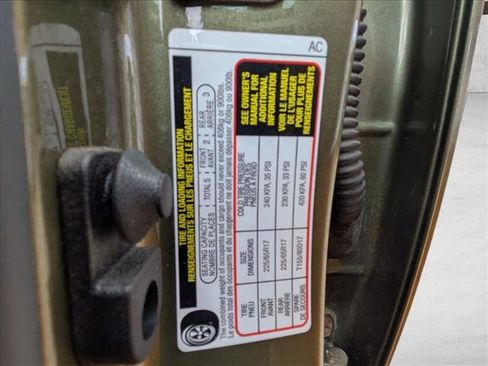 TIRE AND LOADING INFORMATION
RENSEIGNEMENTS SUR LES PNEUS ET LE CHARGEMENT
SEATING CAPACITY
NOMBRE DE PLACES
TOTAL 5
FRONT
AVANT 2
REAR
ARRIÈRE 3
The combined weight of occupants and cargo should never exceed 408kg or 900lbs.
Le poids total des occupants et du chargement ne doit jamais dépasser 408kg ou 900lb.
TIRE
PNEU
SIZE
DIMENSIONS
COLD TIRE PRESSURE
PRESSION DES
PNEUS À FROID
FRONT
AVANT
225/65R17
240 KPA, 35 PSI
REAR
ARRIÈRE
225/65R17
230 KPA, 33 PSI
SPARE
DE SECOURS
T155/80D17
420 KPA, 60 PSI
SEE OWNER'S
MANUAL FOR
ADDITIONAL
INFORMATION
VOIR LE MANUEL
DE L'USAGER
POUR PLUS DE
RENSEIGNEMENTS
AC